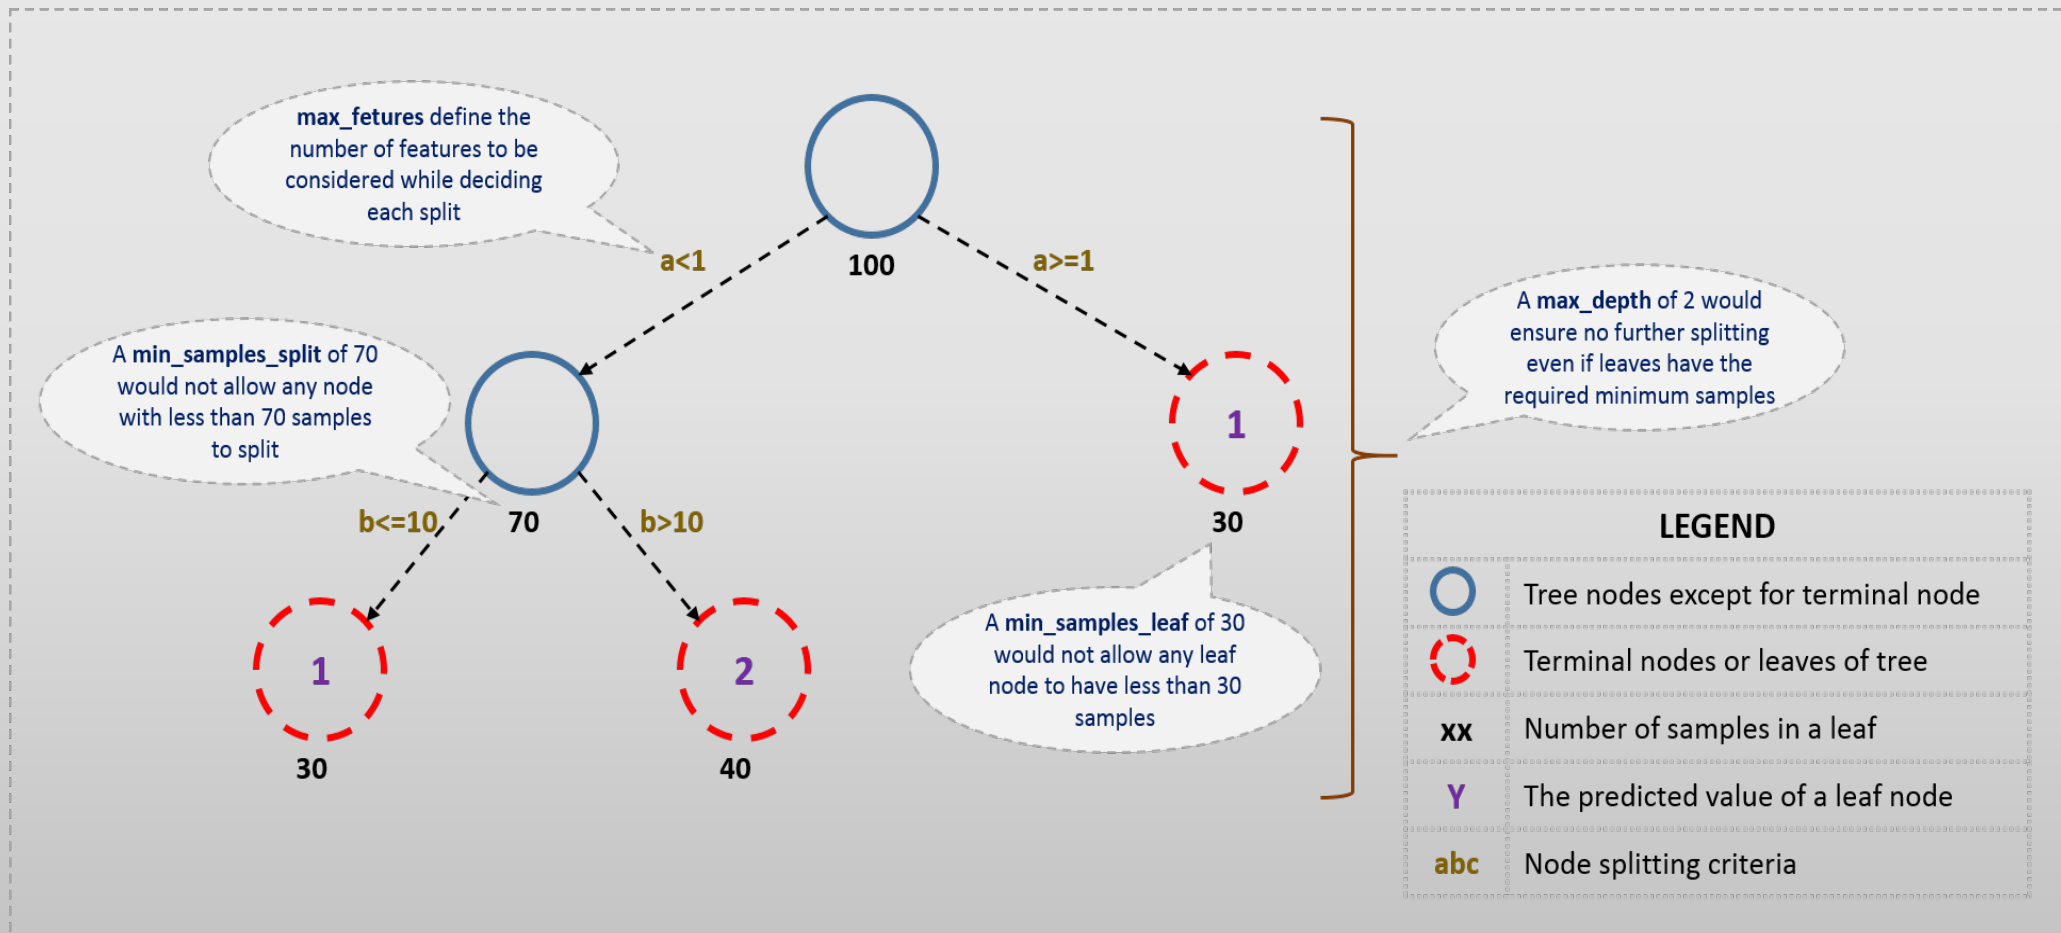 max_fetures define the
number of features to be
considered while deciding
each split
a<1
100
a>=1
A min_samples_split of 70
would not allow any node
with less than 70 samples
to split
A max_depth of 2 would
ensure no further splitting
even if leaves have the
required minimum samples
1
b<=10
70
b>10
30
1
30
2
40
A min_samples_leaf of 30
would not allow any leaf
node to have less than 30
samples
LEGEND
Tree nodes except for terminal node
Terminal nodes or leaves of tree
xx Number of samples in a leaf
Y The predicted value of a leaf node
abc Node splitting criteria